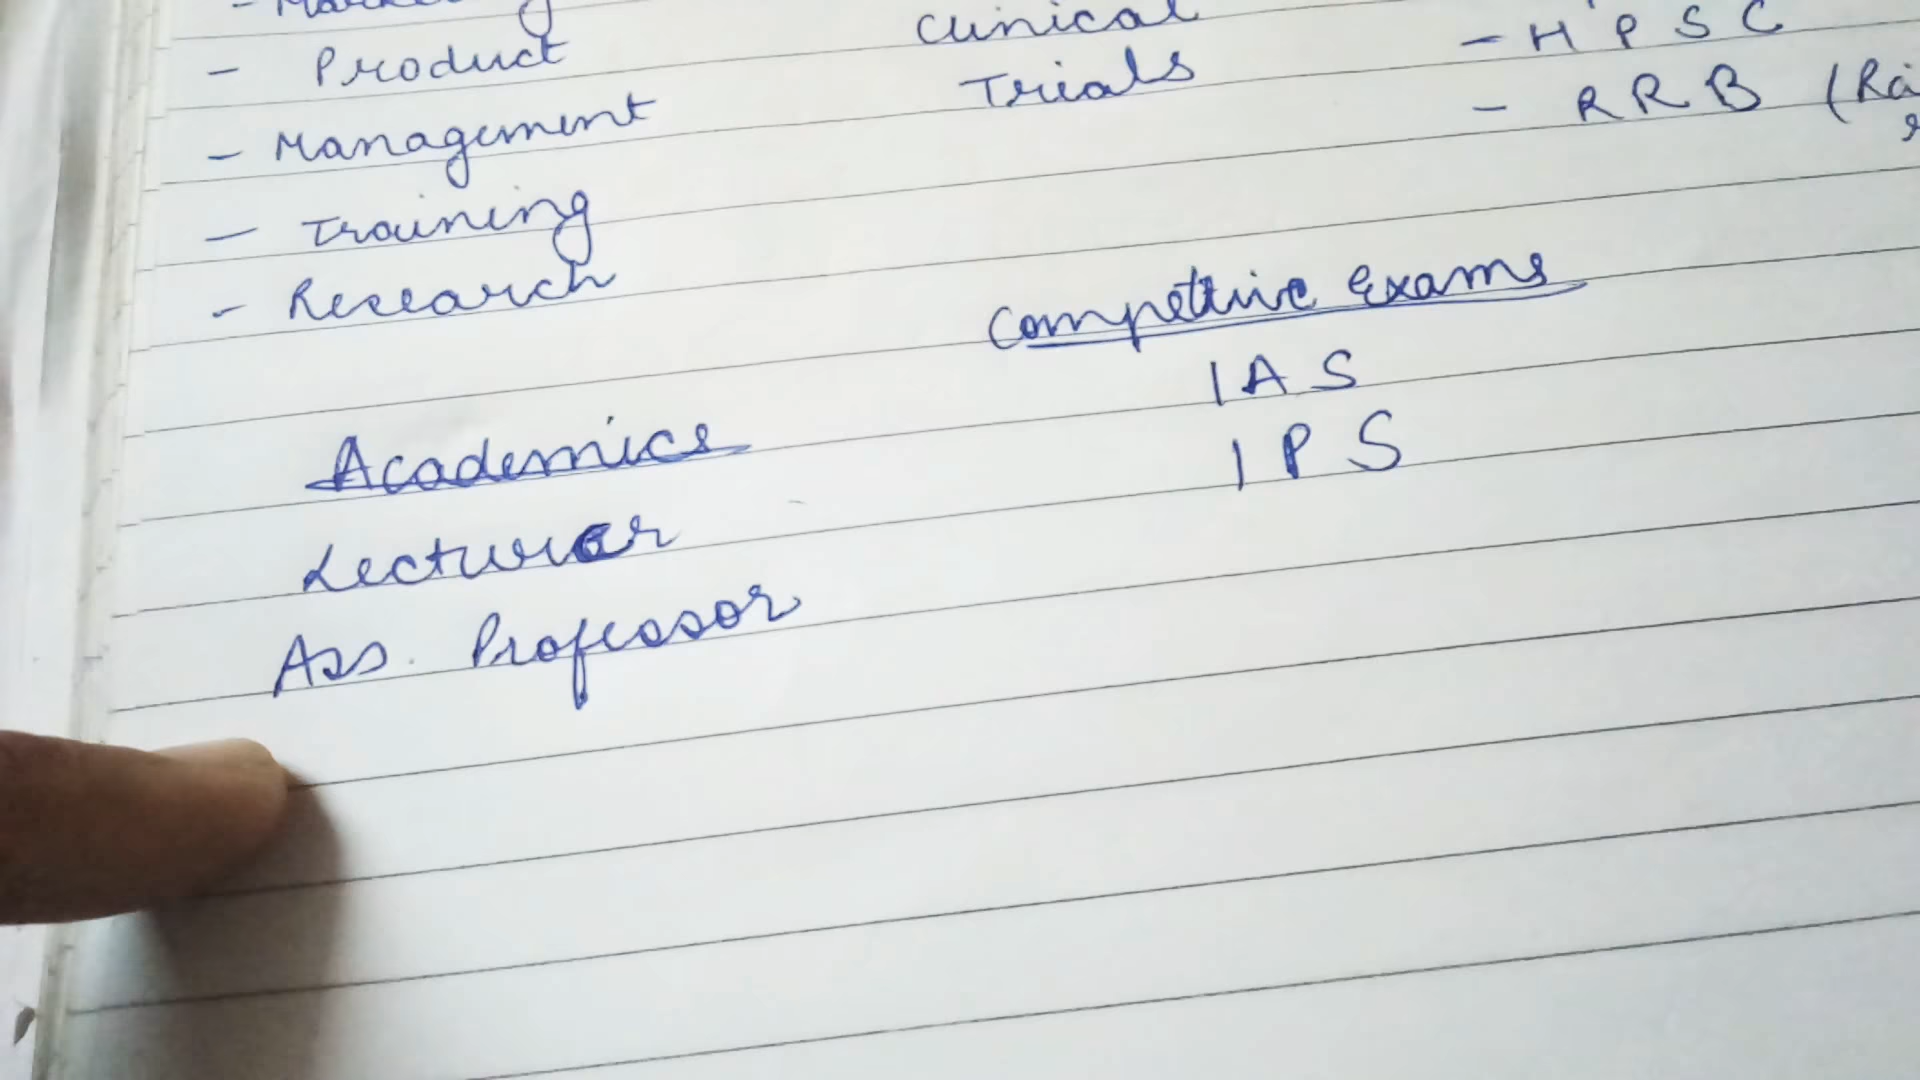 - Product
- Management
- Training
- Research
Clinical
Trials
- HPSC
- RRB
Competitive Exams
IAS
IPS
Academics
Lecturer
Ass. Professor